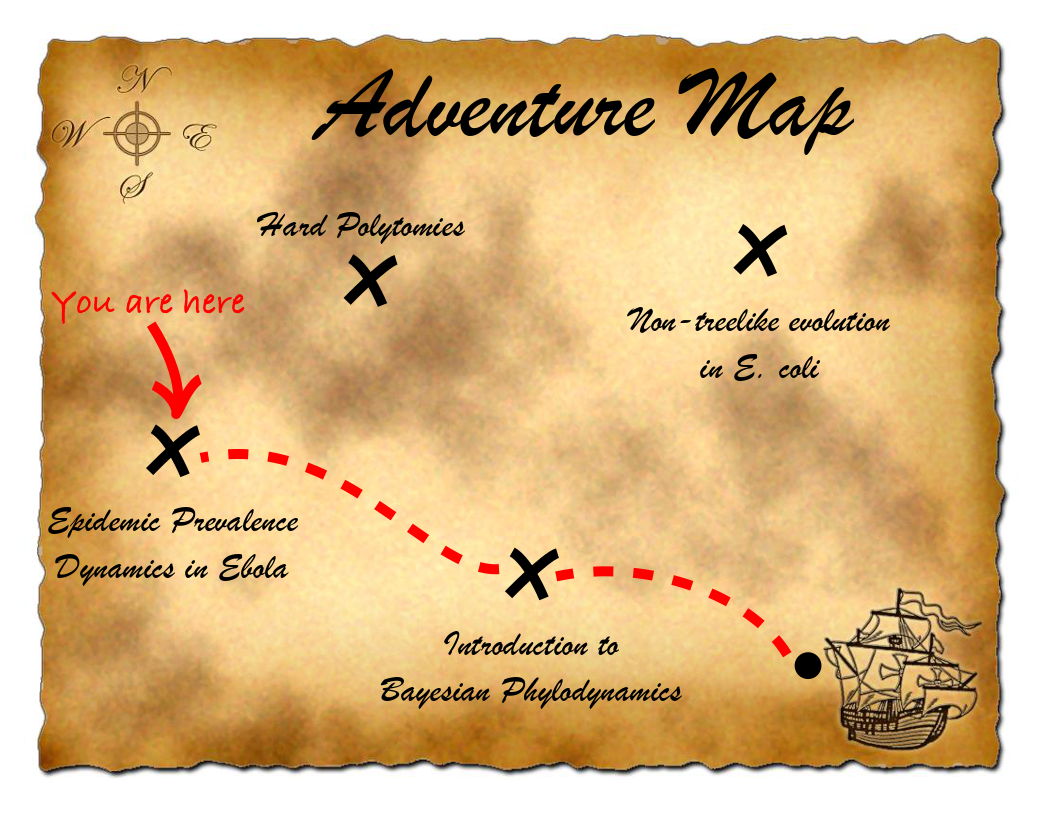 Adventure Map
N
W
E
S
Hard Polytomies
You are here
Non-treelike evolution
in E. coli
Epidemic Prevalence
Dynamics in Ebola
Introduction to
Bayesian Phylodynamics